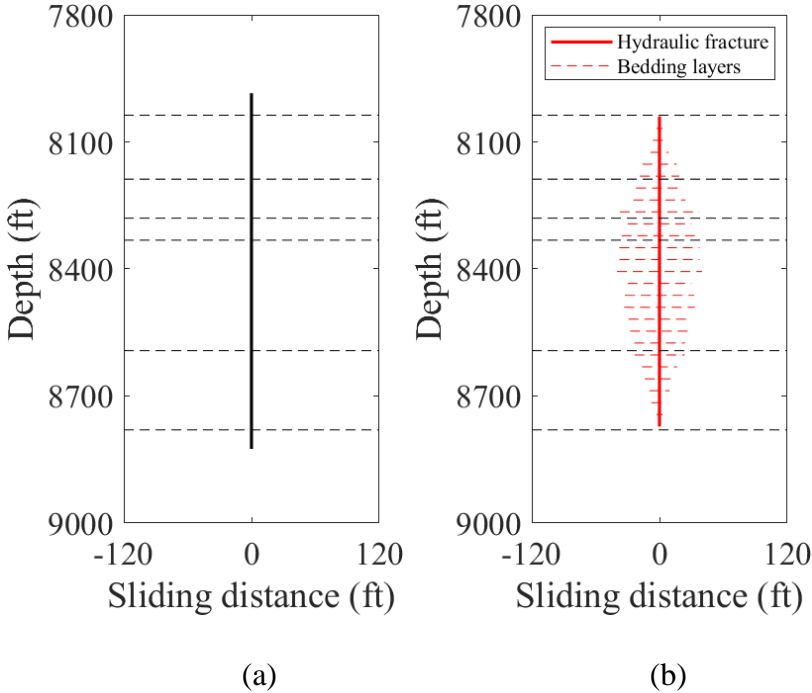 7800
8100
8400
8700
9000
Depth (ft)
-120 0 120
Sliding distance (ft)
(a)
Hydraulic fracture
Bedding layers
7800
8100
8400
8700
9000
Depth (ft)
-120 0 120
Sliding distance (ft)
(b)